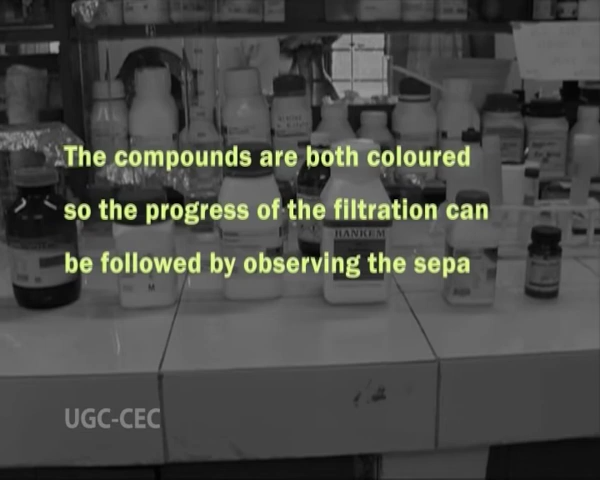 The compounds are both coloured
so the progress of the filtration can
be followed by observing the sepa
RANKEM
M
UGC-CEC